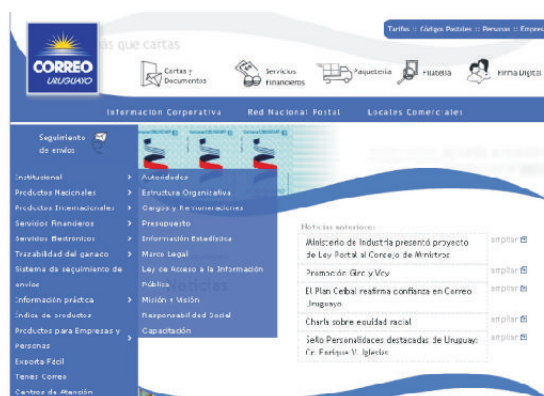 Tarifas :: Códigos Postales :: Personas :: Empres
más que cartas
CORREO
URUGUAYO
Cartas y
Documentos
Servicios
Financieros
Paquetería
Filatelia
Firma Digital
Información Corporativa
Red Nacional Postal
Locales Comerciales
Seguimiento
de envíos
Institucional
Productos Nacionales
Productos Internacionales
Servicios Financieros
Servicios Electrónicos
Trazabilidad del ganado
Sistema de seguimiento de
envíos
Información práctica
Índice de productos
Productos para Empresas y
Personas
Exporta Fácil
Tenés Correo
Centros de Atención
Autoridades
Estructura Organizativa
Cargos y Remuneraciones
Presupuesto
Información Estadística
Marco Legal
Ley de Acceso a la Información
Pública
Misión y Visión
Responsabilidad Social
Capacitación
Noticias
Noticias anteriores:
Ministerio de Industria presentó proyecto
de Ley Postal al Consejo de Ministros
ampliar
Promoción Giro y Voy
ampliar
El Plan Ceibal reafirma confianza en Correo
Uruguayo
ampliar
Charla sobre equidad racial
ampliar
Sello Personalidades destacadas de Uruguay:
Cr. Enrique V. Iglesias
ampliar